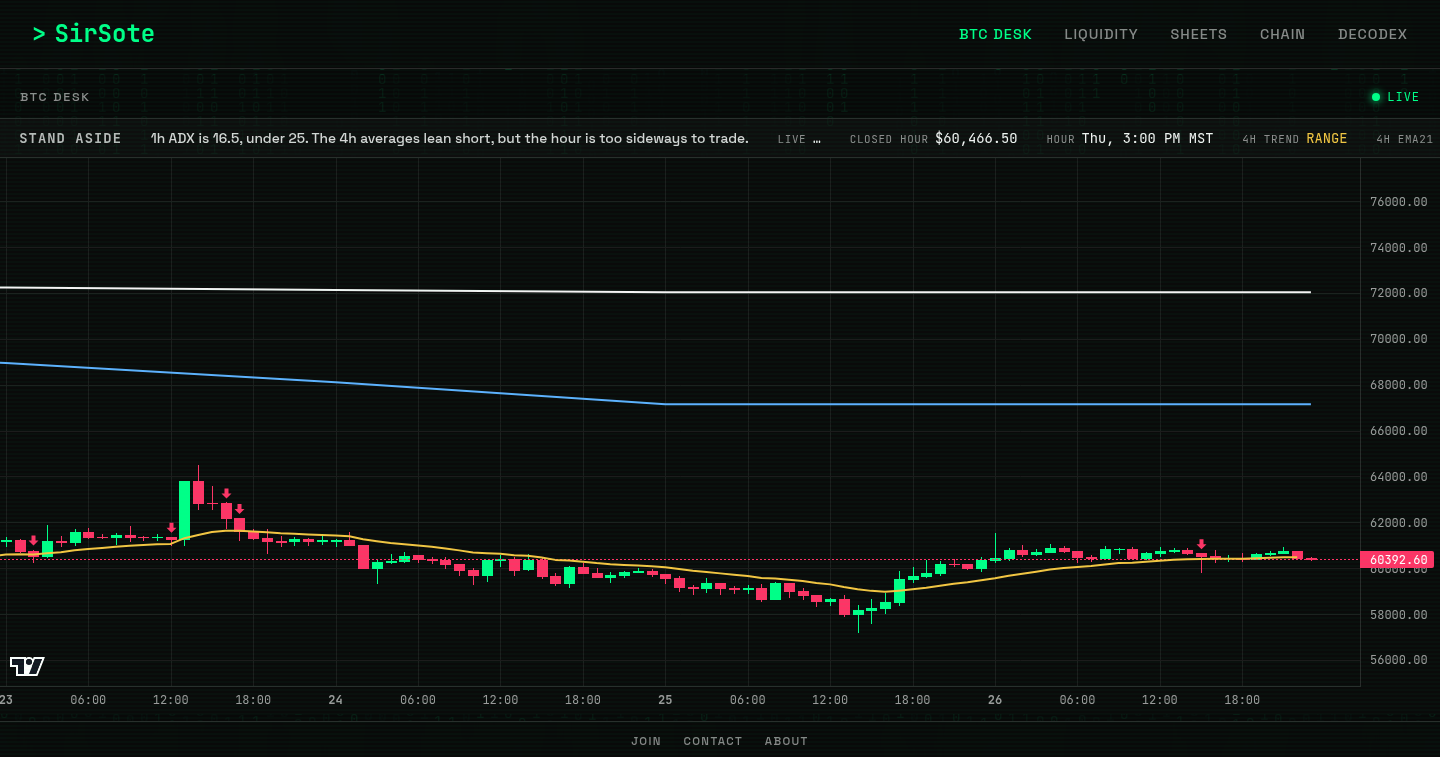 > SirSote
BTC DESK LIQUIDITY SHEETS CHAIN DECODEX
BTC DESK
LIVE
STAND ASIDE 1h ADX is 16.5, under 25. The 4h averages lean short, but the hour is too sideways to trade. LIVE … CLOSED HOUR $60,466.50 HOUR Thu, 3:00 PM MST 4H TREND RANGE 4H EMA21
76000.00
74000.00
72000.00
70000.00
68000.00
66000.00
64000.00
62000.00
60392.60
60000.00
58000.00
56000.00
23 06:00 12:00 18:00 24 06:00 12:00 18:00 25 06:00 12:00 18:00 26 06:00 12:00 18:00
JOIN CONTACT ABOUT